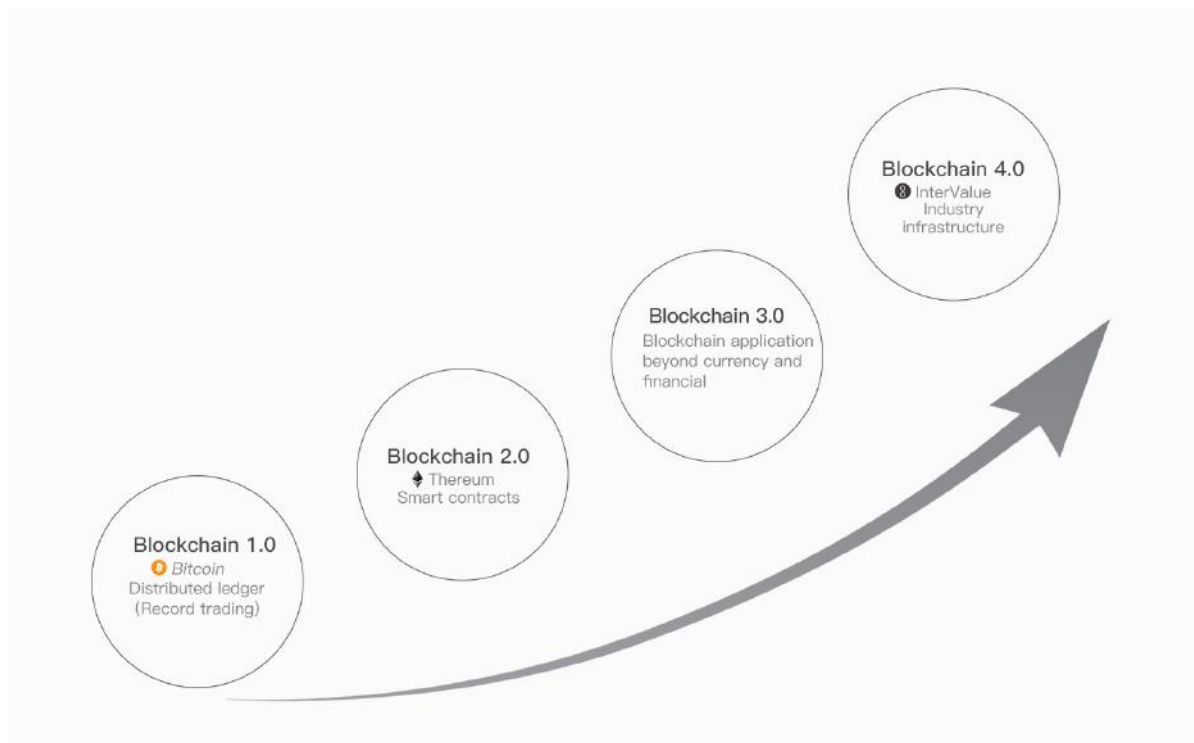 Blockchain 4.0
InterValue
Industry
infrastructure
Blockchain 3.0
Blockchain application
beyond currency and
financial
Blockchain 2.0
Thereum
Smart contracts
Blockchain 1.0
Bitcoin
Distributed ledger
(Record trading)